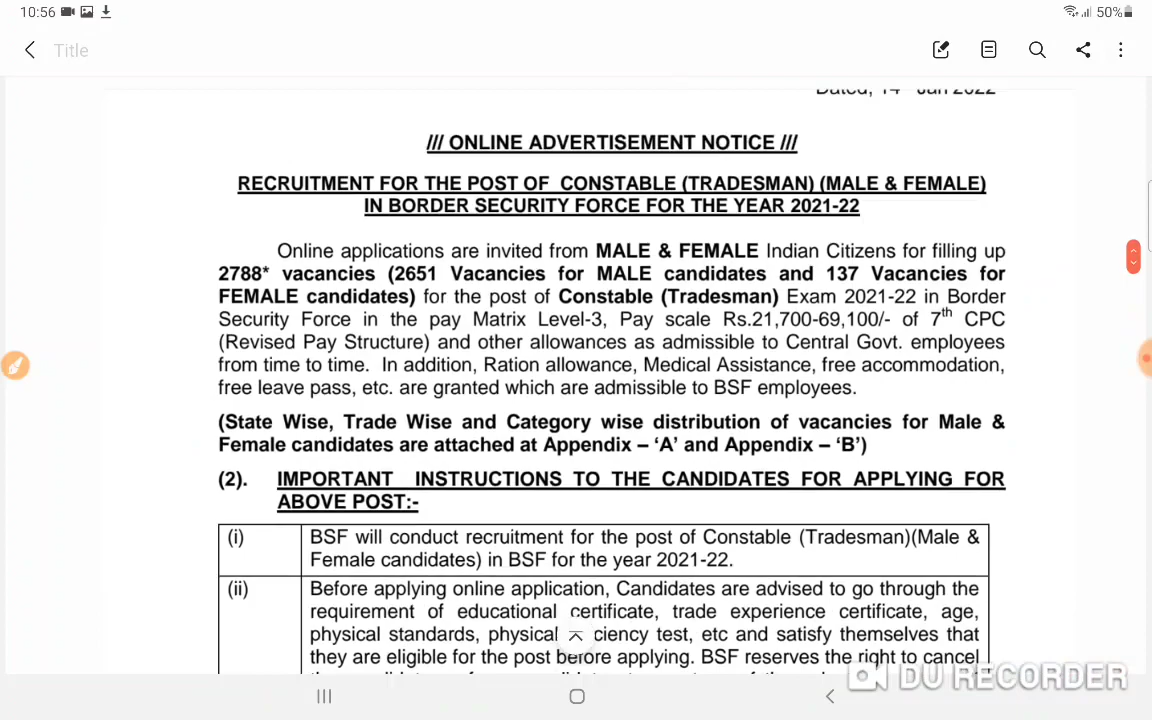 10:56
50%
Title
Dated, 14 Jan 2022
/// ONLINE ADVERTISEMENT NOTICE ///
RECRUITMENT FOR THE POST OF CONSTABLE (TRADESMAN) (MALE & FEMALE)
IN BORDER SECURITY FORCE FOR THE YEAR 2021-22
Online applications are invited from MALE & FEMALE Indian Citizens for filling up
2788* vacancies (2651 Vacancies for MALE candidates and 137 Vacancies for
FEMALE candidates) for the post of Constable (Tradesman) Exam 2021-22 in Border
Security Force in the pay Matrix Level-3, Pay scale Rs.21,700-69,100/- of 7th CPC
(Revised Pay Structure) and other allowances as admissible to Central Govt. employees
from time to time. In addition, Ration allowance, Medical Assistance, free accommodation,
free leave pass, etc. are granted which are admissible to BSF employees.
(State Wise, Trade Wise and Category wise distribution of vacancies for Male &
Female candidates are attached at Appendix – ‘A’ and Appendix – ‘B’)
(2). IMPORTANT INSTRUCTIONS TO THE CANDIDATES FOR APPLYING FOR
ABOVE POST:-
(i) BSF will conduct recruitment for the post of Constable (Tradesman)(Male &
Female candidates) in BSF for the year 2021-22.
(ii) Before applying online application, Candidates are advised to go through the
requirement of educational certificate, trade experience certificate, age,
physical standards, physical ciency test, etc and satisfy themselves that
they are eligible for the post before applying. BSF reserves the right to cancel
DU RECORDER